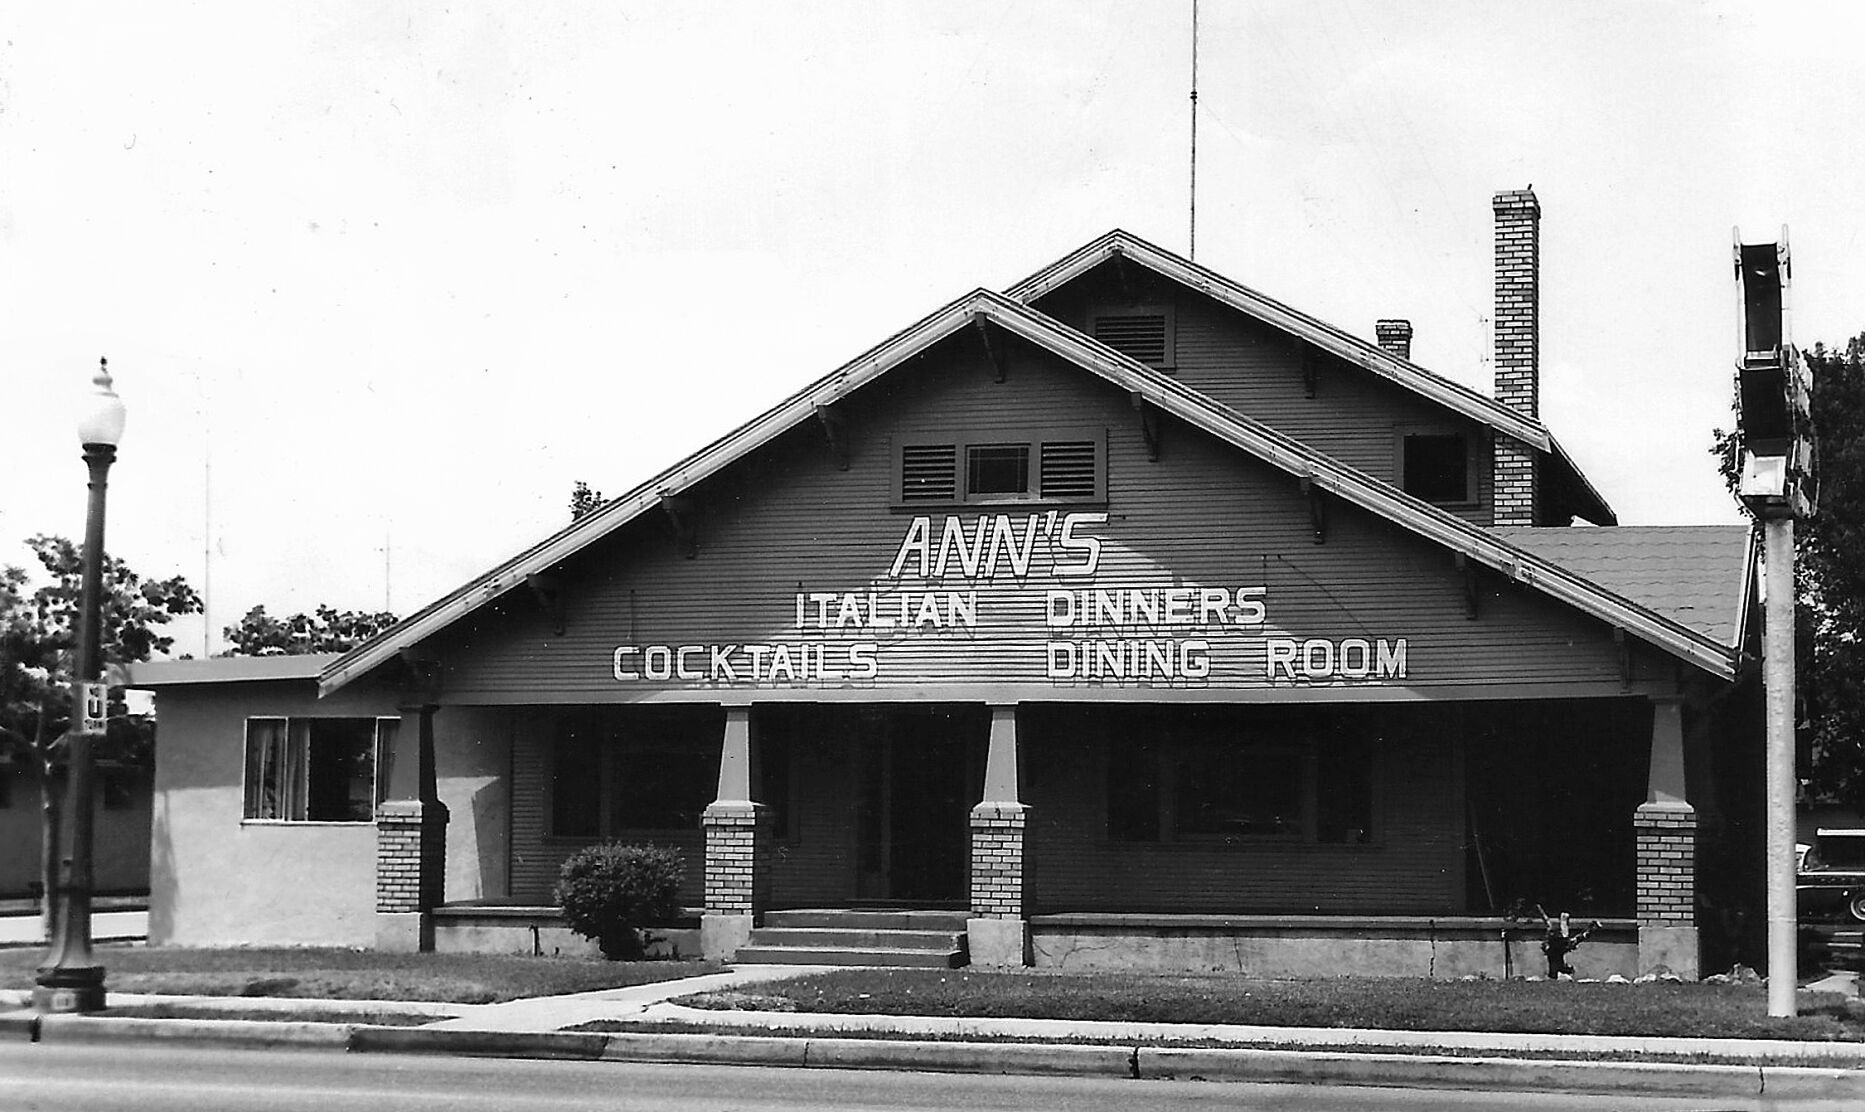 ANN'S
ITALIAN DINNERS
COCKTAILS DINING ROOM
U